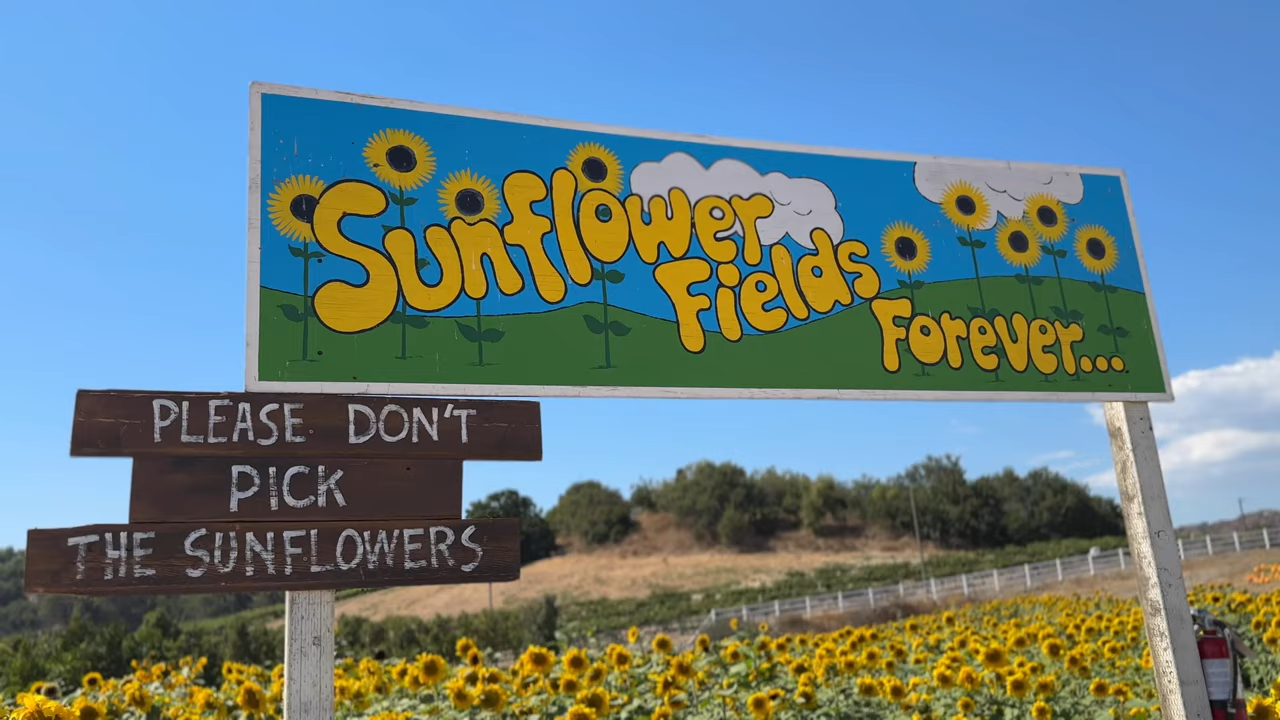 Sunflower
Fields
Forever...
PLEASE DON'T
PICK
THE SUNFLOWERS